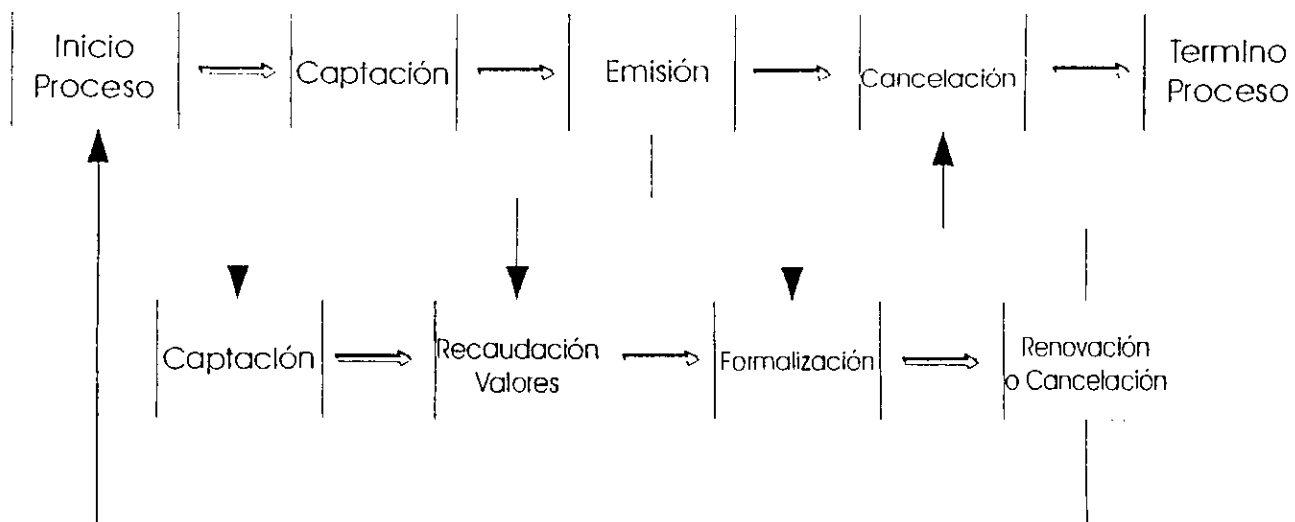 Inicio
Proceso
Captación
Emisión
Cancelación
Termino
Proceso
Captación
Recaudación
Valores
Formalización
Renovación
o Cancelación